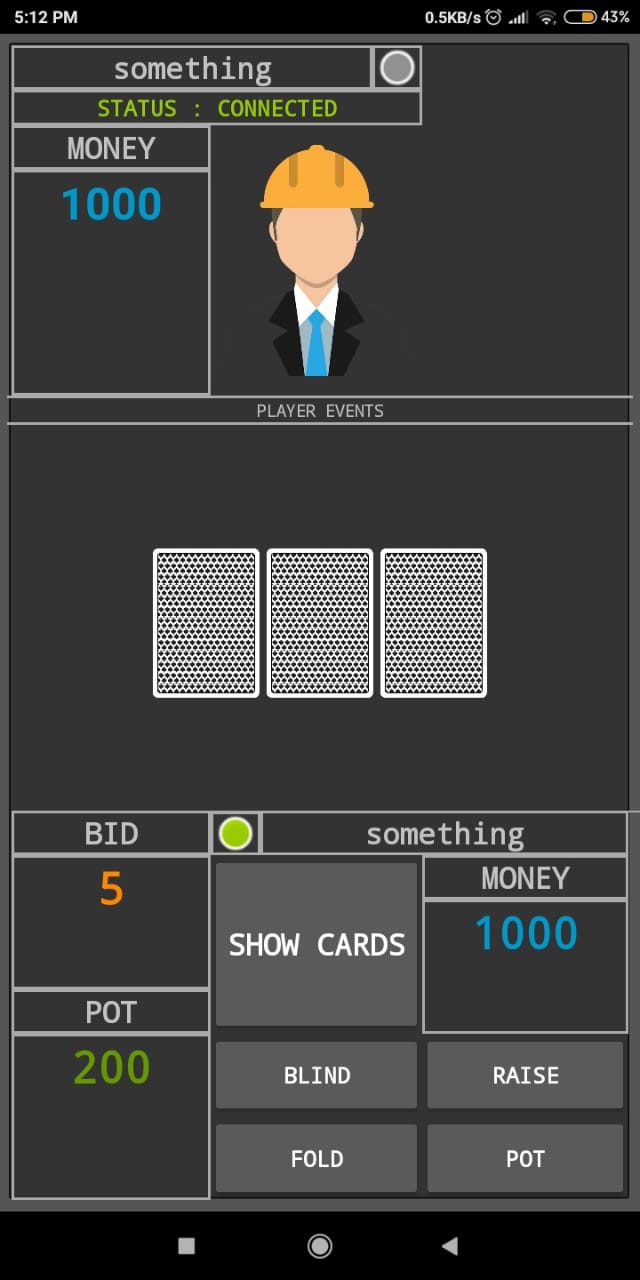 5:12 PM 0.5KB/s 43%
something
STATUS : CONNECTED
MONEY
1000
PLAYER EVENTS
BID something
5
MONEY
1000
SHOW CARDS
POT
200
BLIND RAISE
FOLD POT